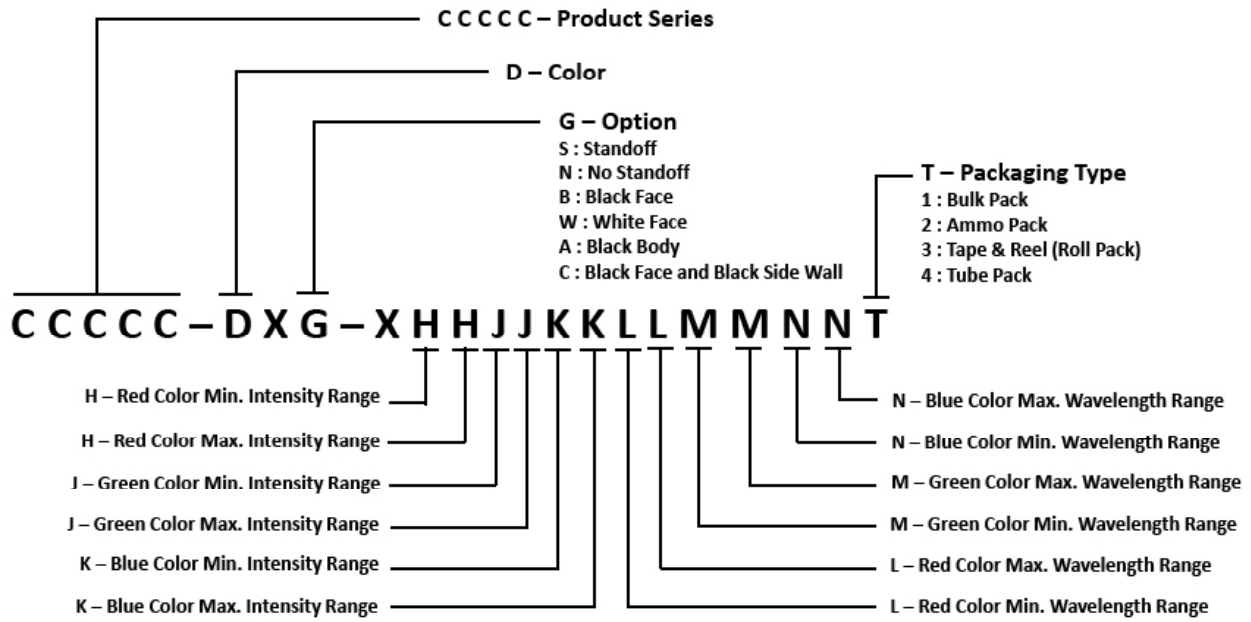 C C C C C – Product Series
D – Color
G – Option
S : Standoff
N : No Standoff
B : Black Face
W : White Face
A : Black Body
C : Black Face and Black Side Wall
T – Packaging Type
1 : Bulk Pack
2 : Ammo Pack
3 : Tape & Reel (Roll Pack)
4 : Tube Pack
C C C C C – D X G – X H H J J K K L L M M N N T
H – Red Color Min. Intensity Range
H – Red Color Max. Intensity Range
J – Green Color Min. Intensity Range
J – Green Color Max. Intensity Range
K – Blue Color Min. Intensity Range
K – Blue Color Max. Intensity Range
N – Blue Color Max. Wavelength Range
N – Blue Color Min. Wavelength Range
M – Green Color Max. Wavelength Range
M – Green Color Min. Wavelength Range
L – Red Color Max. Wavelength Range
L – Red Color Min. Wavelength Range